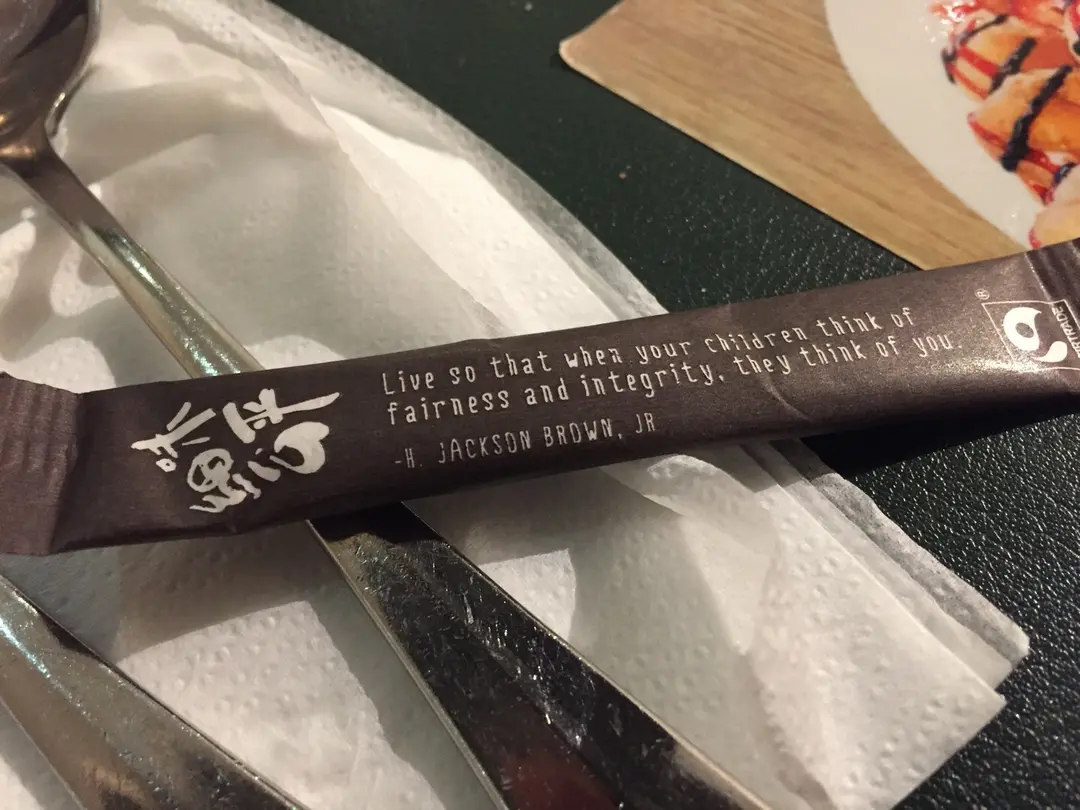 Live so that when your children think of
fairness and integrity, they think of you.
-H. JACKSON BROWN, JR
®